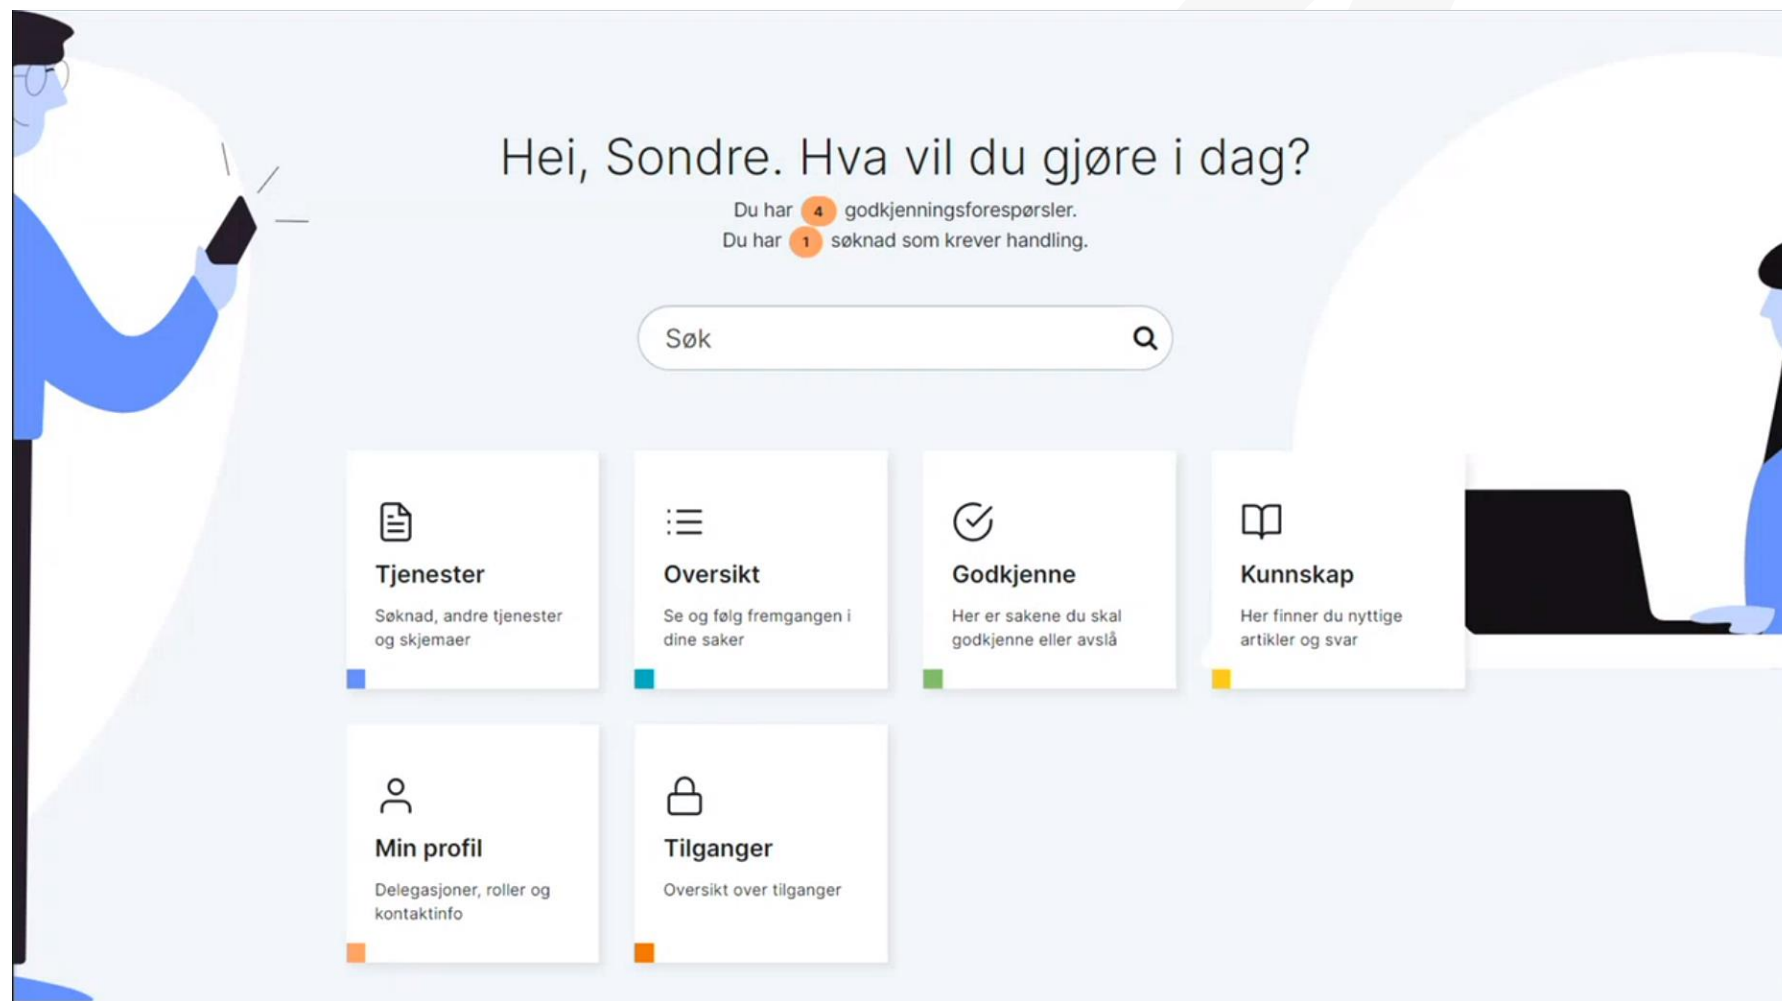 Hei, Sondre. Hva vil du gjøre i dag?
Du har 4 godkjenningsforespørsler.
Du har 1 søknad som krever handling.
Søk
Tjenester
Søknad, andre tjenester
og skjemaer
Oversikt
Se og følg fremgangen i
dine saker
Godkjenne
Her er sakene du skal
godkjenne eller avslå
Kunnskap
Her finner du nyttige
artikler og svar
Min profil
Delegasjoner, roller og
kontaktinfo
Tilganger
Oversikt over tilganger